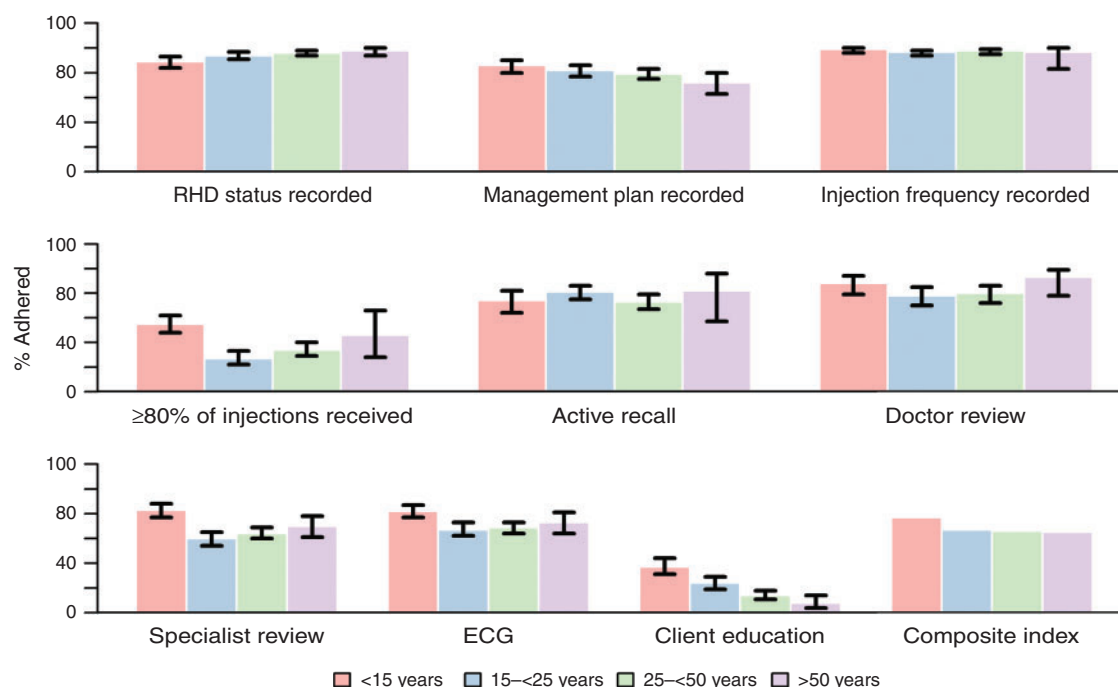 100
80
40
0
RHD status recorded
Management plan recorded
Injection frequency recorded
% Adhered
100
80
40
0
≥80% of injections received
Active recall
Doctor review
100
80
40
0
Specialist review
ECG
Client education
Composite index
<15 years
15–<25 years
25–<50 years
>50 years